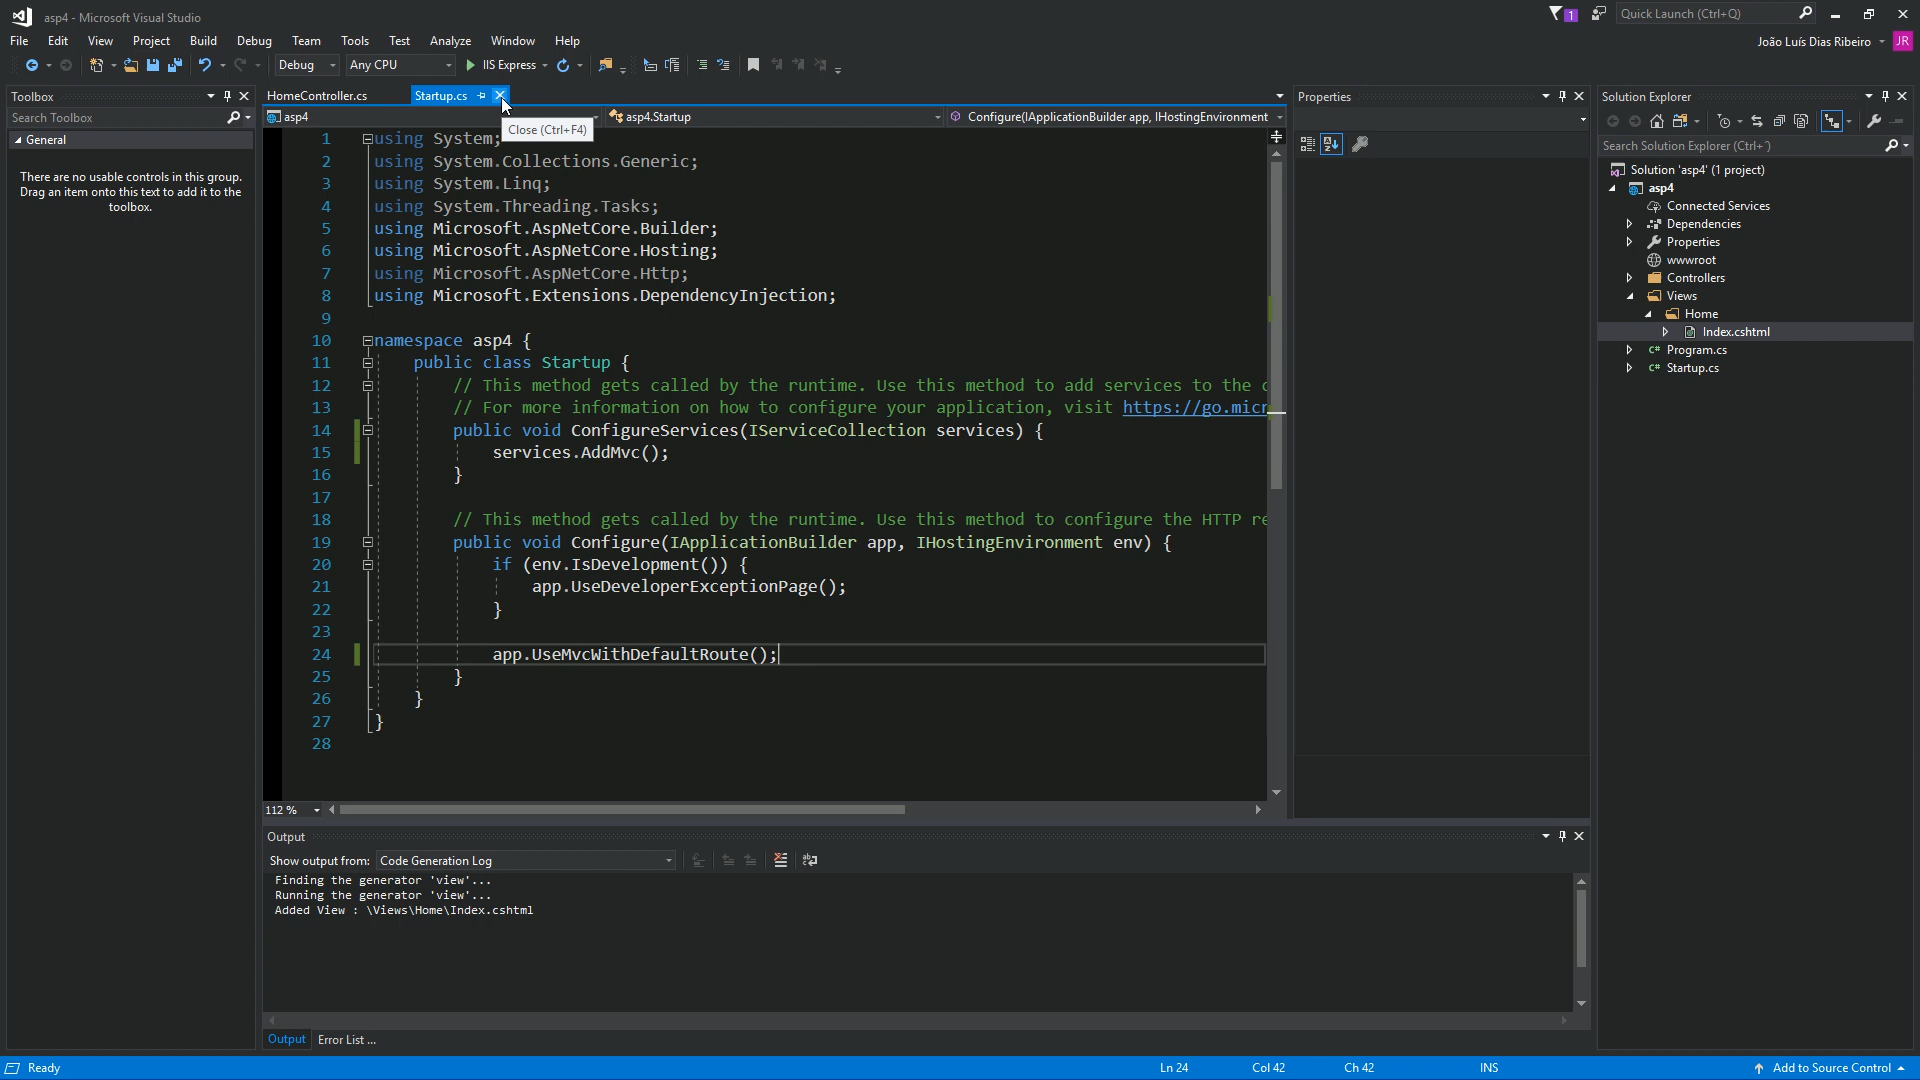 asp4 - Microsoft Visual Studio
1
Quick Launch (Ctrl+Q)
File Edit View Project Build Debug Team Tools Test Analyze Window Help
João Luís Dias Ribeiro JR
Debug Any CPU IIS Express
Toolbox
Search Toolbox
General
There are no usable controls in this group.
Drag an item onto this text to add it to the
toolbox.
HomeController.cs Startup.cs
asp4 asp4.Startup Configure(IApplicationBuilder app, IHostingEnvironment
Close (Ctrl+F4)
1 using System;
2 using System.Collections.Generic;
3 using System.Linq;
4 using System.Threading.Tasks;
5 using Microsoft.AspNetCore.Builder;
6 using Microsoft.AspNetCore.Hosting;
7 using Microsoft.AspNetCore.Http;
8 using Microsoft.Extensions.DependencyInjection;
9
10 namespace asp4 {
11 public class Startup {
12 // This method gets called by the runtime. Use this method to add services to the c
13 // For more information on how to configure your application, visit https://go.micr
14 public void ConfigureServices(IServiceCollection services) {
15 services.AddMvc();
16 }
17
18 // This method gets called by the runtime. Use this method to configure the HTTP re
19 public void Configure(IApplicationBuilder app, IHostingEnvironment env) {
20 if (env.IsDevelopment()) {
21 app.UseDeveloperExceptionPage();
22 }
23
24 app.UseMvcWithDefaultRoute();
25 }
26 }
27 }
28
112 %
Output
Show output from: Code Generation Log
Finding the generator 'view'...
Running the generator 'view'...
Added View : \Views\Home\Index.cshtml
Output Error List ...
Properties
Solution Explorer
Search Solution Explorer (Ctrl+´)
Solution 'asp4' (1 project)
asp4
Connected Services
Dependencies
Properties
wwwroot
Controllers
Views
Home
Index.cshtml
C# Program.cs
C# Startup.cs
Ready Ln 24 Col 42 Ch 42 INS Add to Source Control